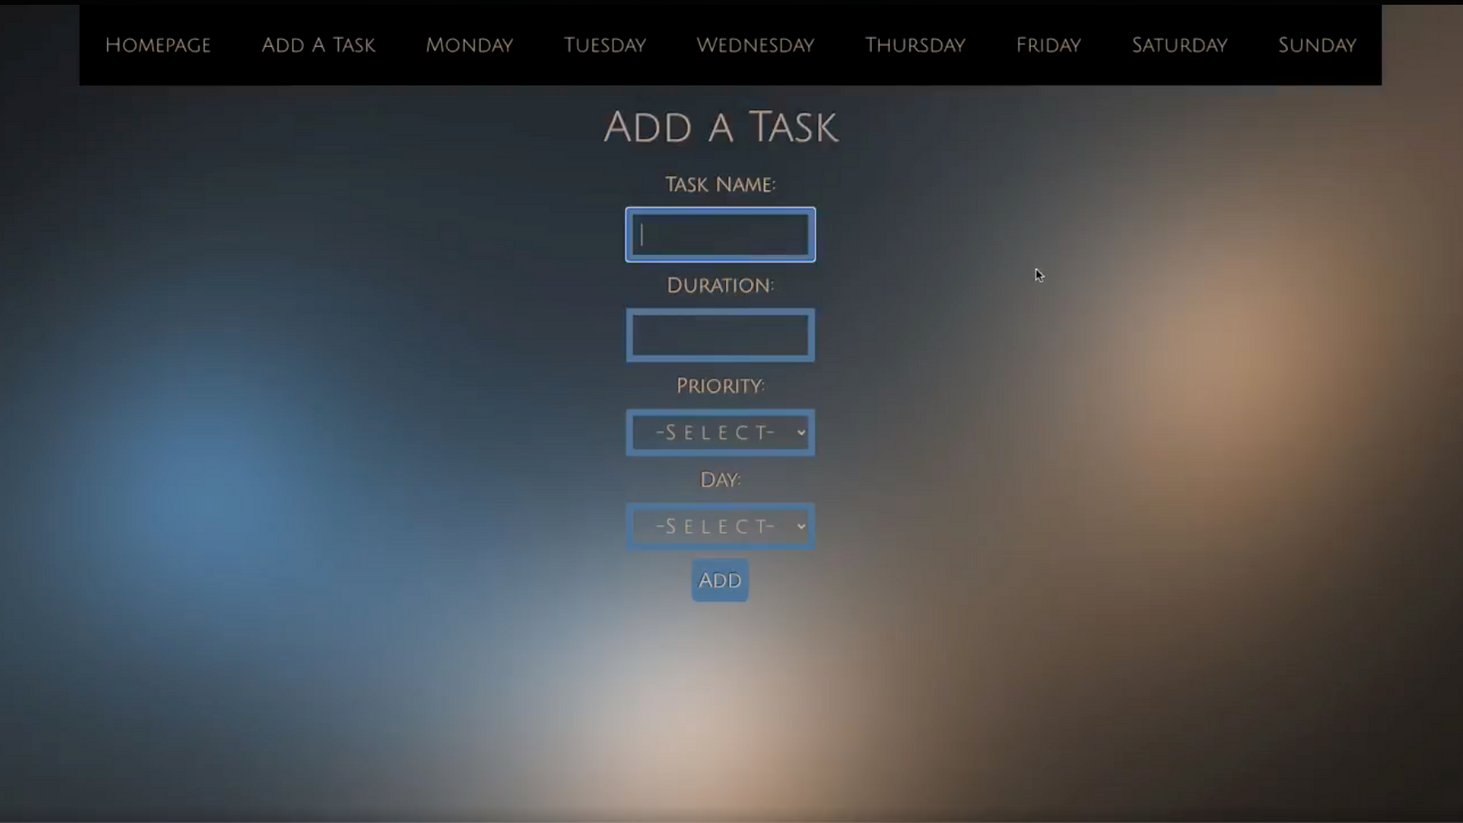 Homepage Add A Task Monday Tuesday Wednesday Thursday Friday Saturday Sunday
Add a Task
Task Name:
Duration:
Priority:
-Select-
Day:
-Select-
Add